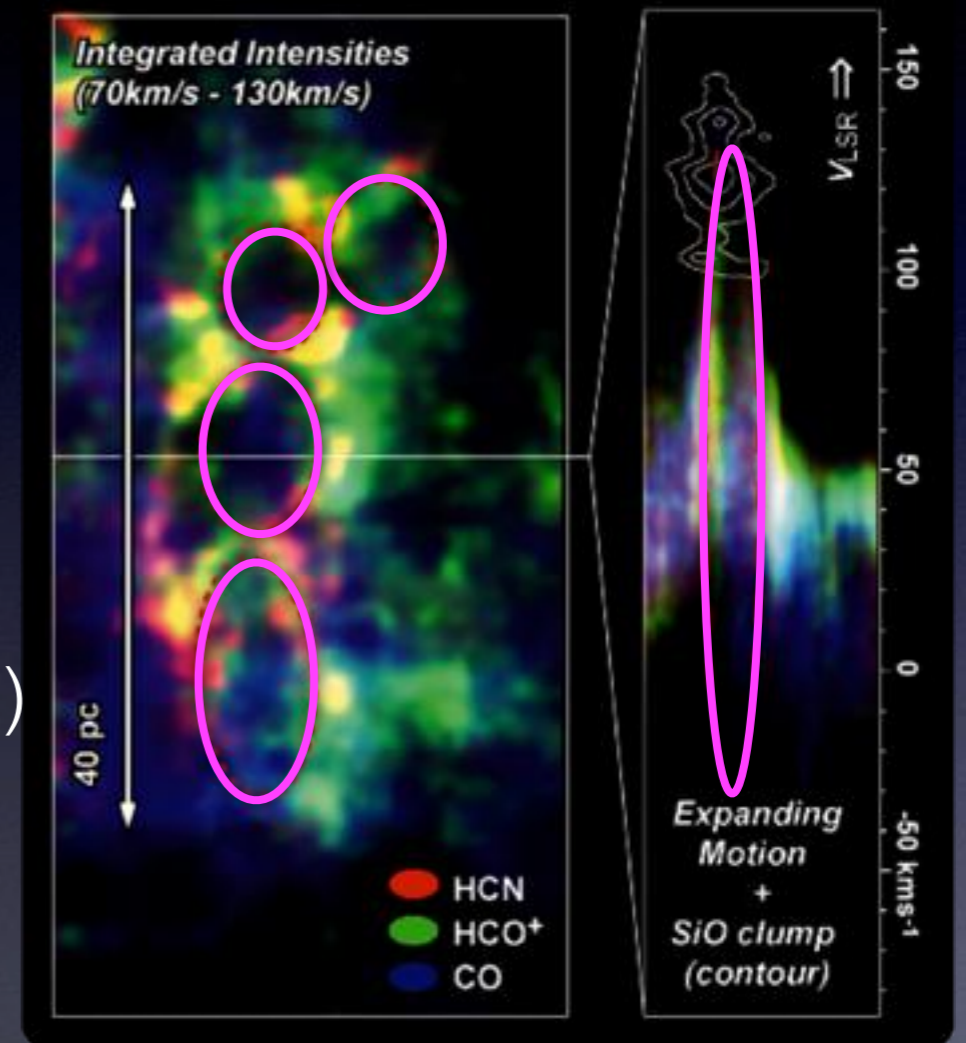 Integrated Intensities
(70km/s - 130km/s)
40 pc
HCN
HCO⁺
CO
V_LSR ⇒
150
100
50
0
-50 kms⁻¹
Expanding
Motion
+
SiO clump
(contour)
)